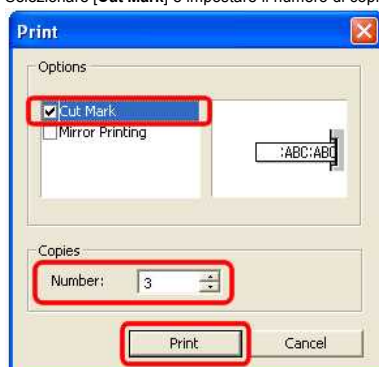 Selezionare [Cut Mark] e impostare il numero di copi
Print
Options
Cut Mark
Mirror Printing
:ABC:ABC
Copies
Number: 3
Print Cancel